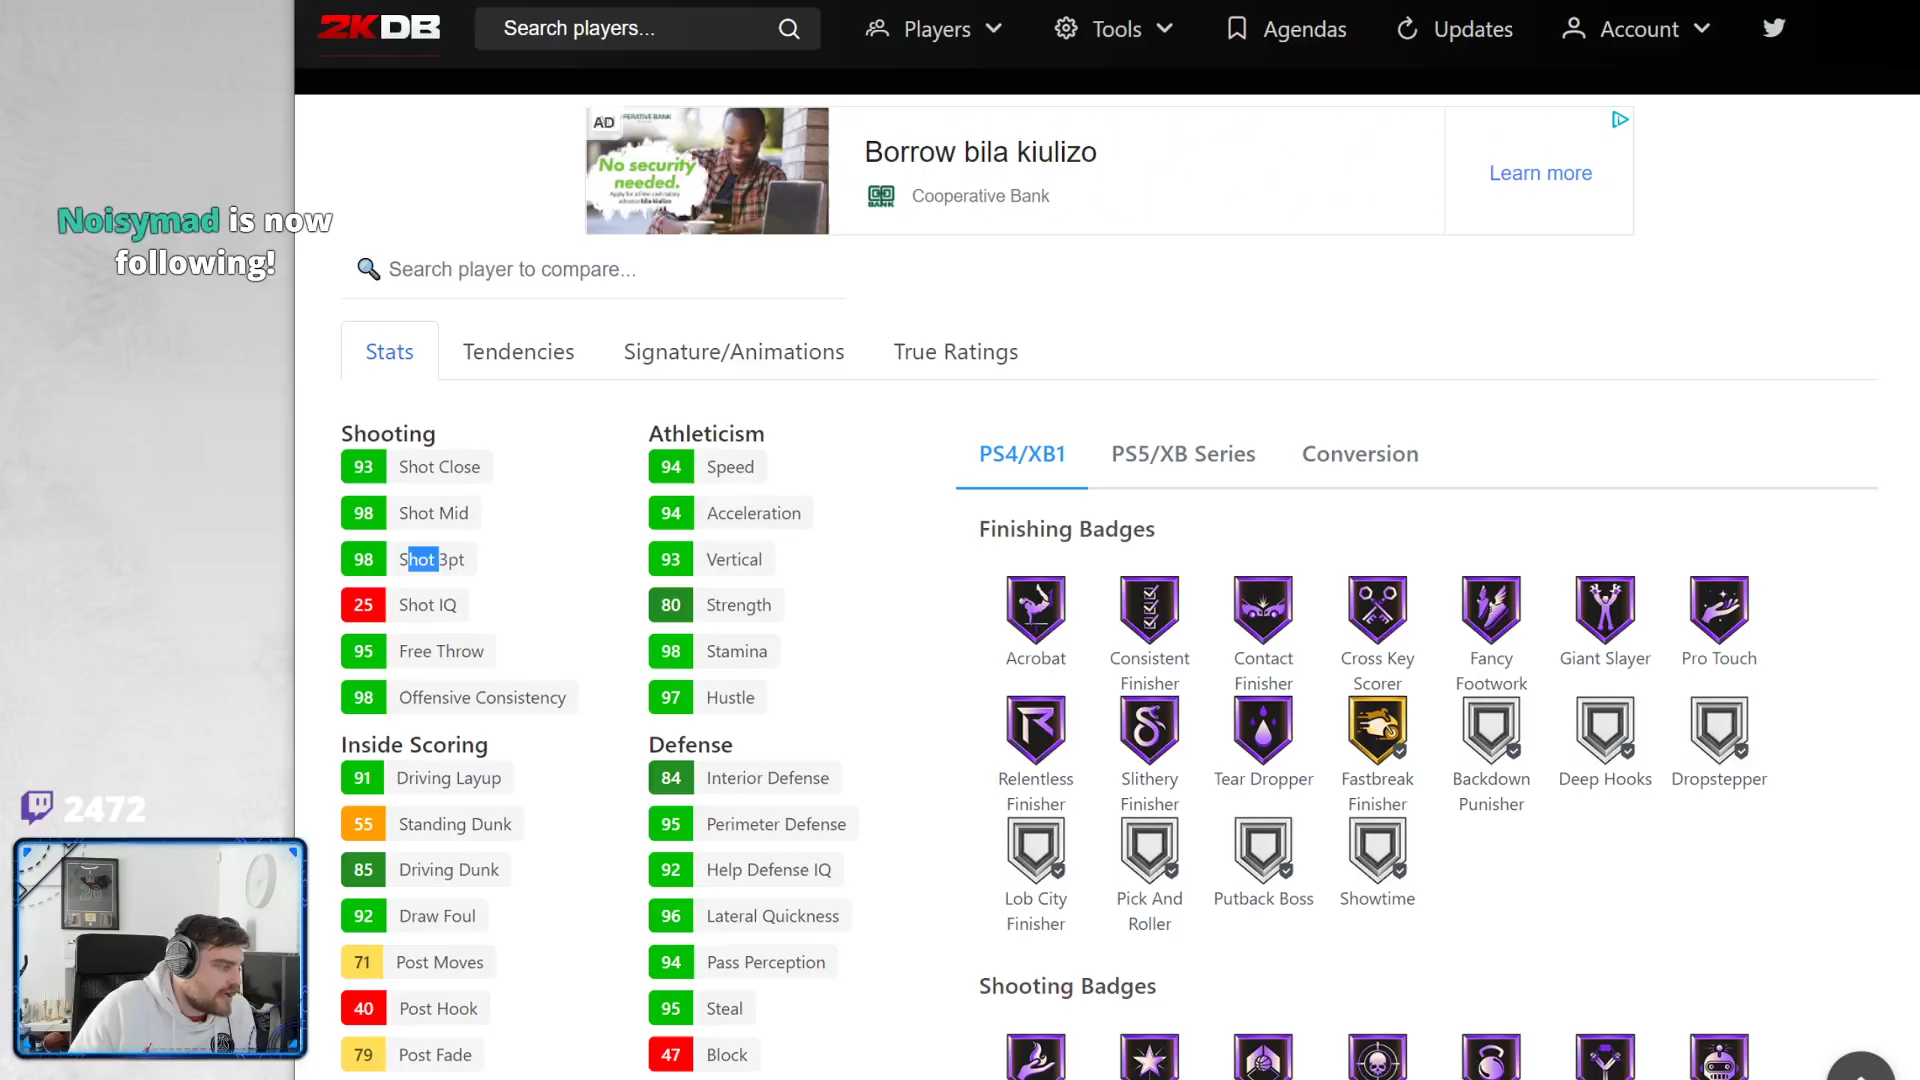 2KDB
Search players...
Players
Tools
Agendas
Updates
Account
AD
PERATIVE BANK
No security
needed.
Borrow bila kiulizo
BANK
Cooperative Bank
Learn more
Noisymad is now
following!
Search player to compare...
Stats
Tendencies
Signature/Animations
True Ratings
Shooting
93 Shot Close
98 Shot Mid
98 Shot 3pt
25 Shot IQ
95 Free Throw
98 Offensive Consistency
Inside Scoring
91 Driving Layup
55 Standing Dunk
85 Driving Dunk
92 Draw Foul
71 Post Moves
40 Post Hook
79 Post Fade
Athleticism
94 Speed
94 Acceleration
93 Vertical
80 Strength
98 Stamina
97 Hustle
Defense
84 Interior Defense
95 Perimeter Defense
92 Help Defense IQ
96 Lateral Quickness
94 Pass Perception
95 Steal
47 Block
PS4/XB1
PS5/XB Series
Conversion
Finishing Badges
Acrobat
Consistent
Finisher
Contact
Finisher
Cross Key
Scorer
Fancy
Footwork
Giant Slayer
Pro Touch
Relentless
Finisher
Slithery
Finisher
Tear Dropper
Fastbreak
Finisher
Backdown
Punisher
Deep Hooks
Dropstepper
Lob City
Finisher
Pick And
Roller
Putback Boss
Showtime
Shooting Badges
2472